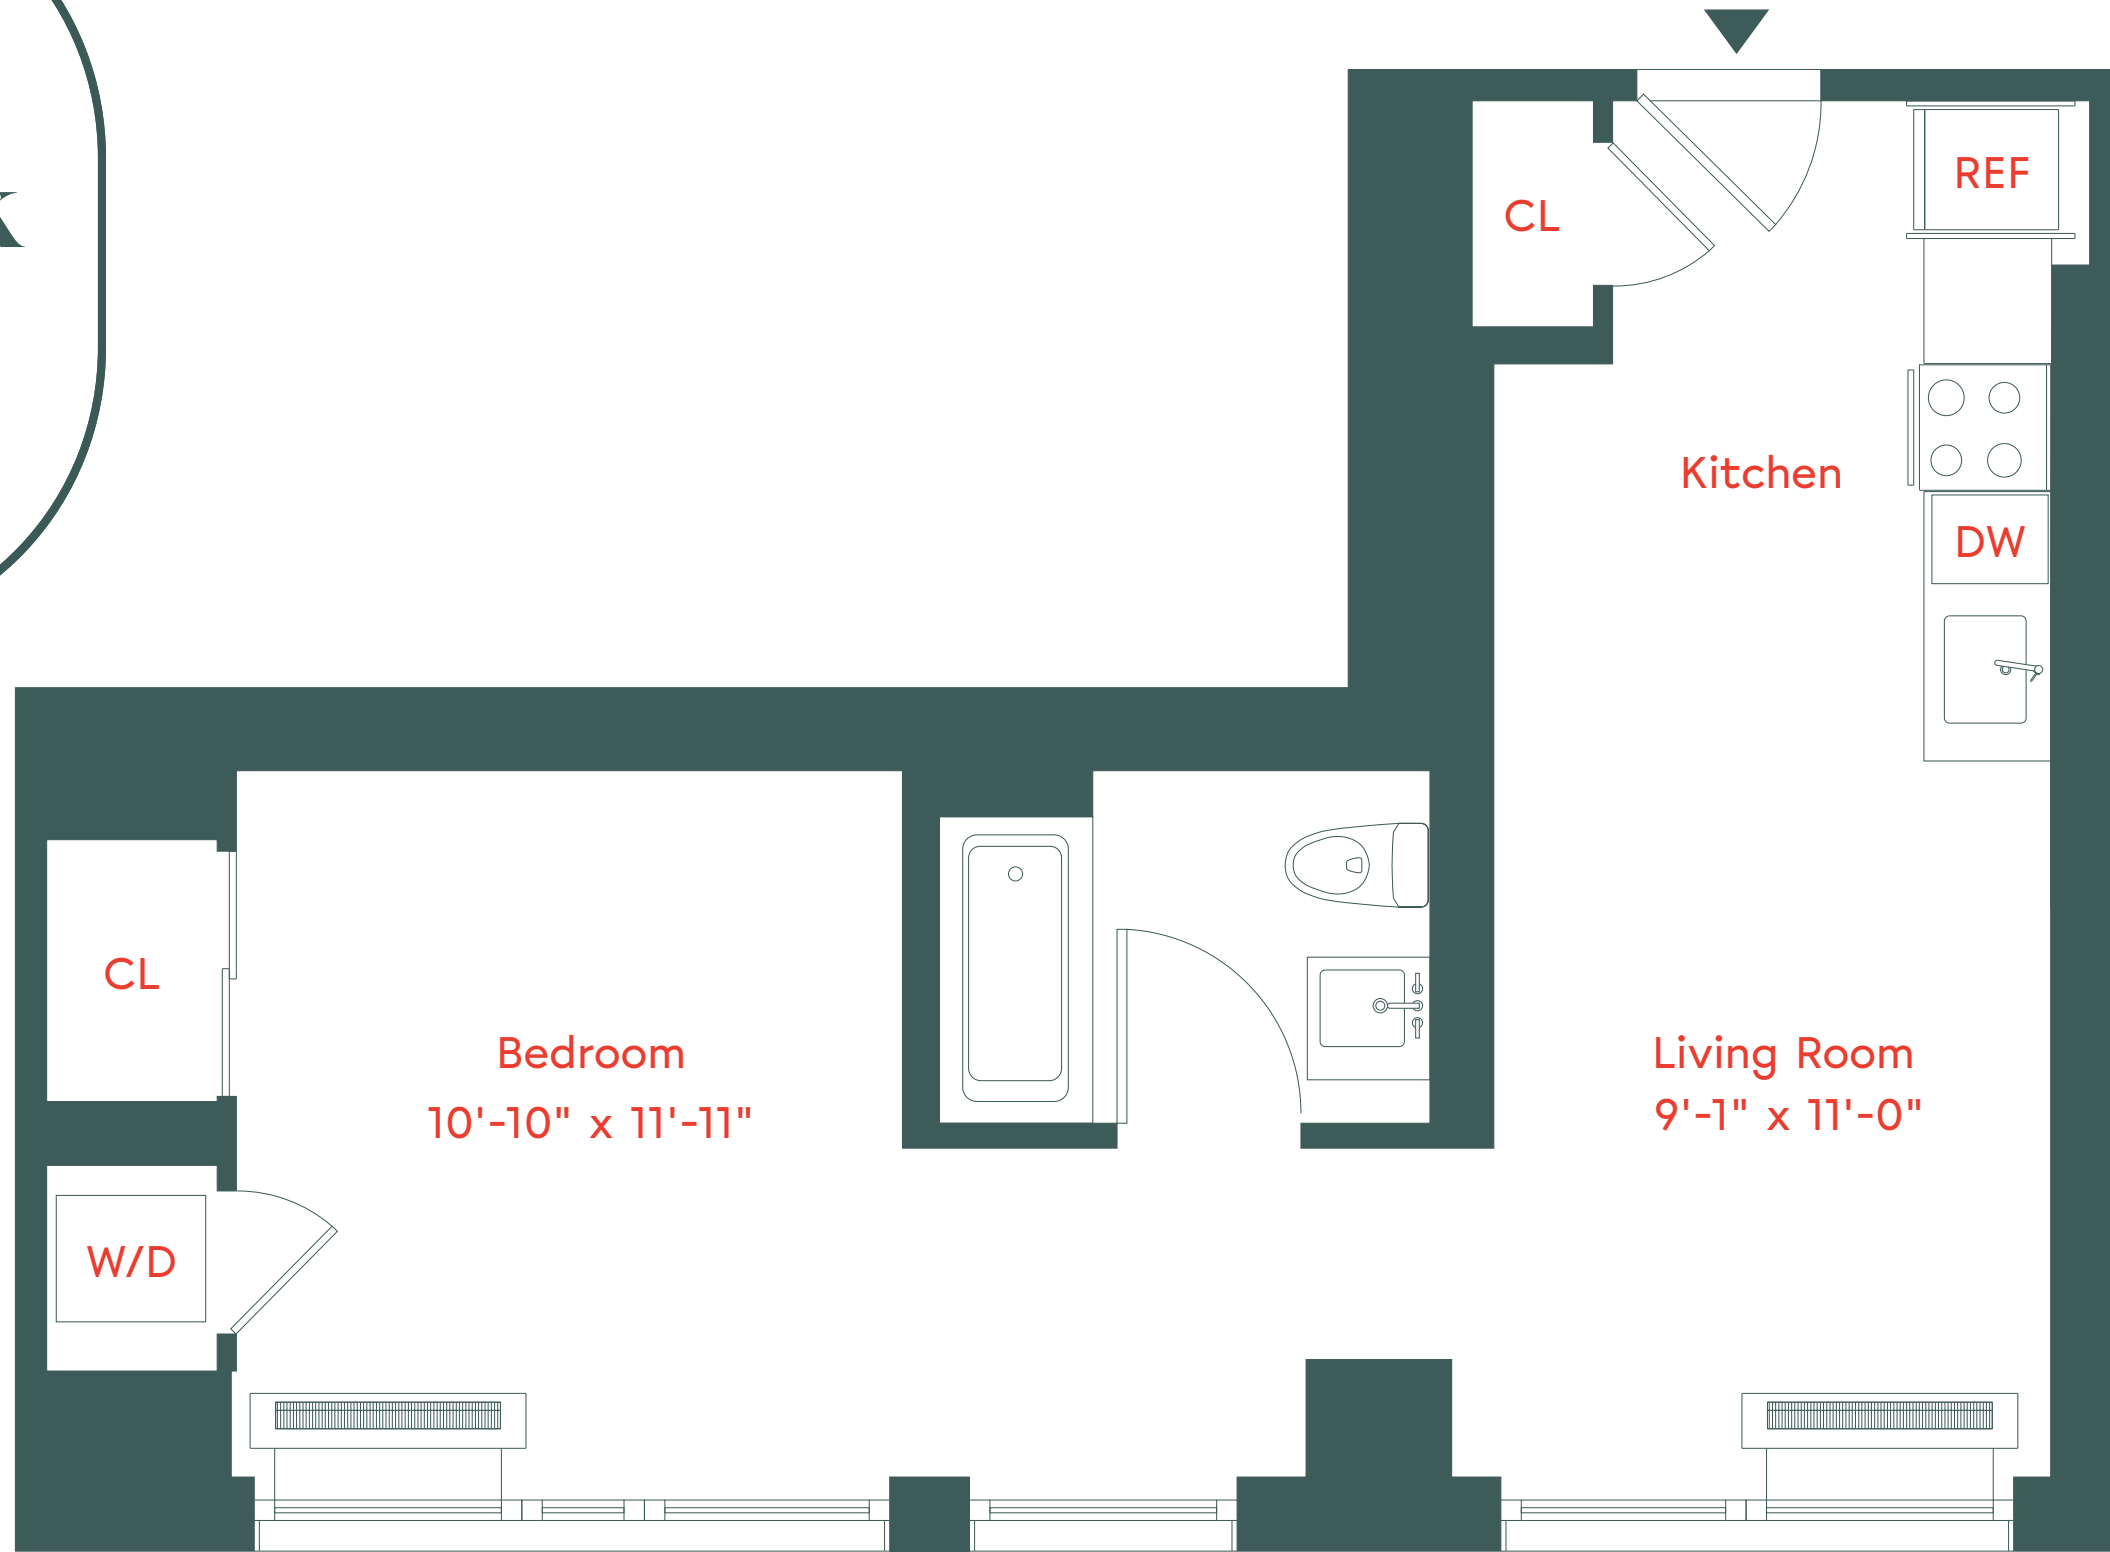 REF
CL
Kitchen
DW
CL
Bedroom
10'-10" x 11'-11"
Living Room
9'-1" x 11'-0"
W/D